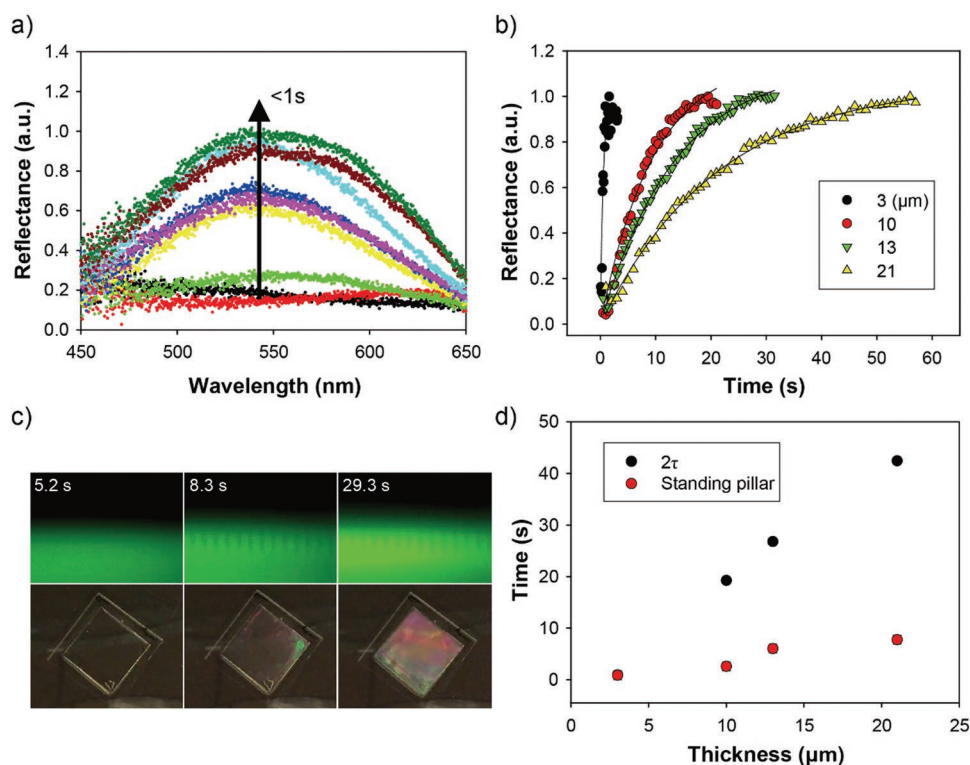 a)
1.4
1.2
1.0
0.8
0.6
0.4
0.2
0.0
<1s
450 500 550 600 650
Wavelength (nm)
Reflectance (a.u.)
b)
1.2
1.0
0.8
0.6
0.4
0.2
0.0
3 (μm)
10
13
21
0 10 20 30 40 50 60
Time (s)
Reflectance (a.u.)
c)
5.2 s 8.3 s 29.3 s
d)
50
40
30
20
10
0
2τ
Standing pillar
0 5 10 15 20 25
Thickness (μm)
Time (s)